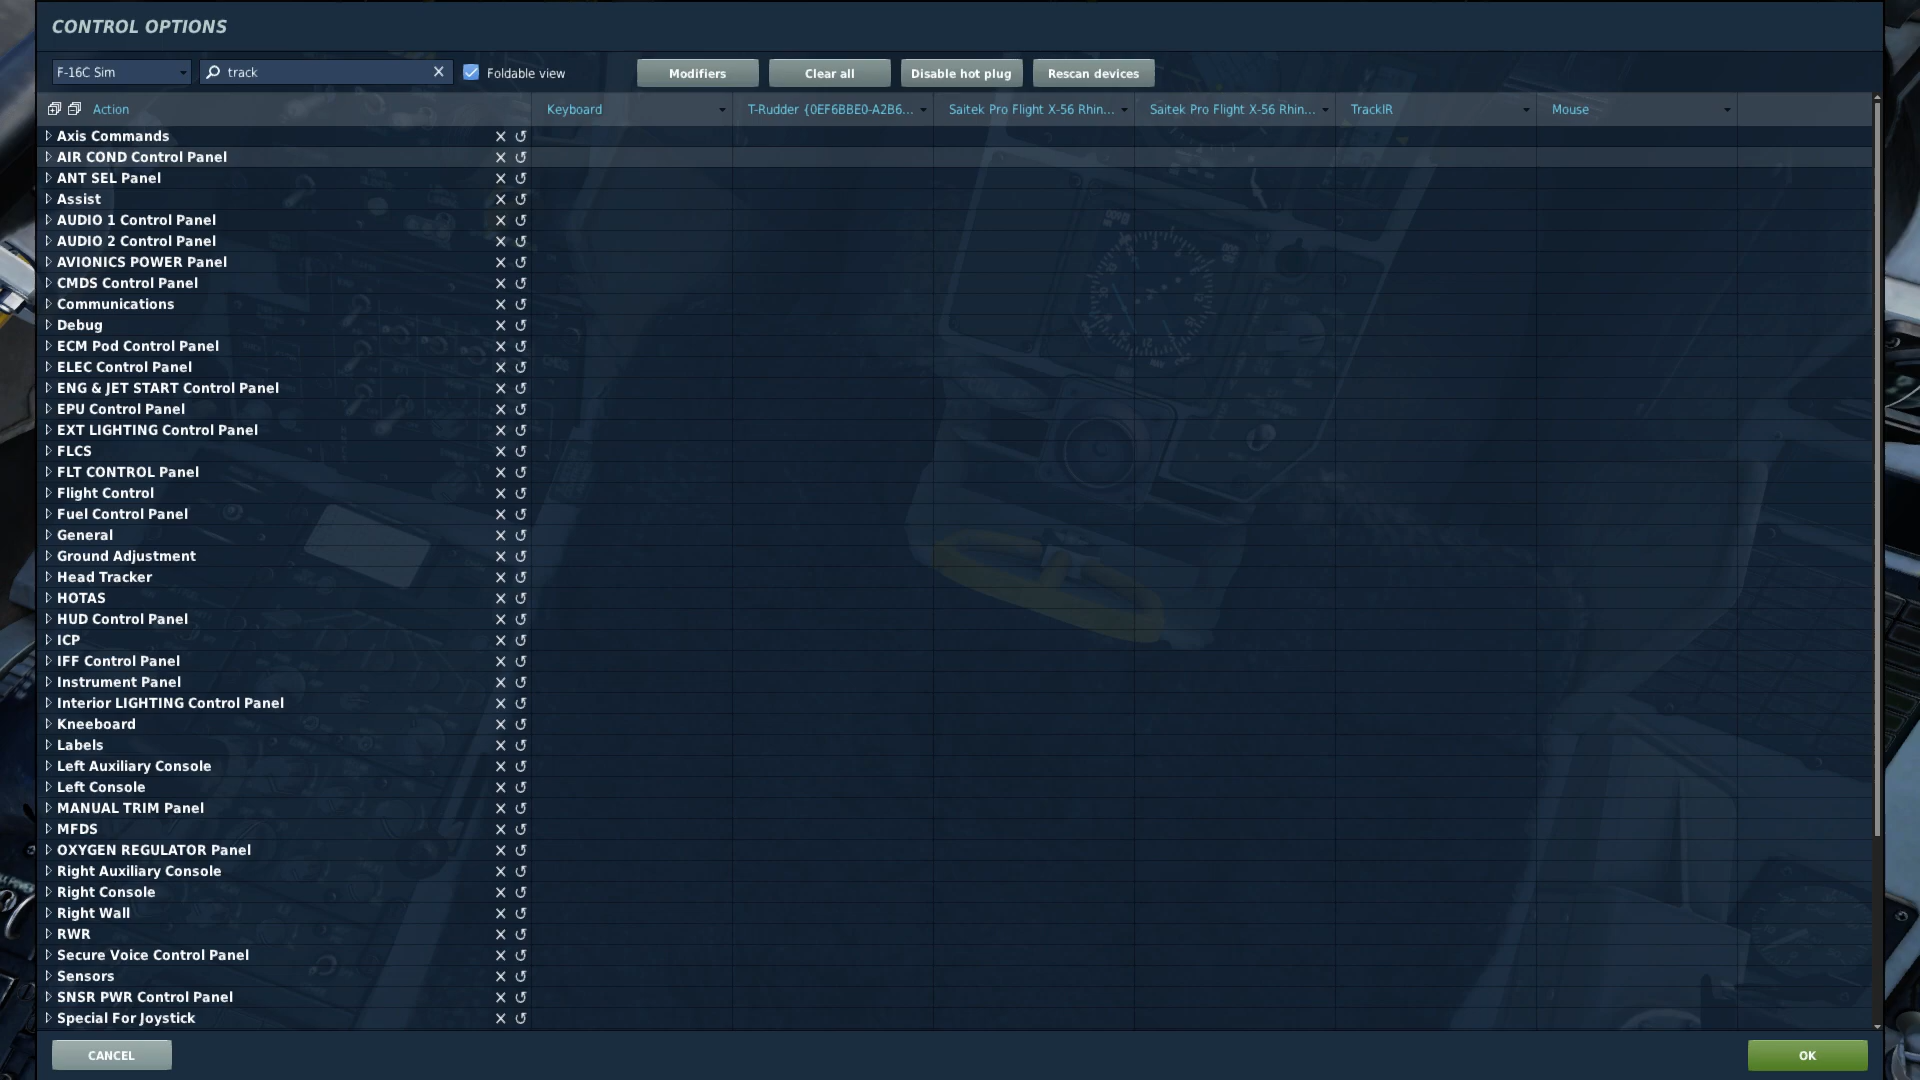 CONTROL OPTIONS
F-16C Sim track Foldable view Modifiers Clear all Disable hot plug Rescan devices
Action Keyboard T-Rudder {0EF6BBE0-A2B6... Saitek Pro Flight X-56 Rhin... Saitek Pro Flight X-56 Rhin... TrackIR Mouse
Axis Commands
AIR COND Control Panel
ANT SEL Panel
Assist
AUDIO 1 Control Panel
AUDIO 2 Control Panel
AVIONICS POWER Panel
CMDS Control Panel
Communications
Debug
ECM Pod Control Panel
ELEC Control Panel
ENG & JET START Control Panel
EPU Control Panel
EXT LIGHTING Control Panel
FLCS
FLT CONTROL Panel
Flight Control
Fuel Control Panel
General
Ground Adjustment
Head Tracker
HOTAS
HUD Control Panel
ICP
IFF Control Panel
Instrument Panel
Interior LIGHTING Control Panel
Kneeboard
Labels
Left Auxiliary Console
Left Console
MANUAL TRIM Panel
MFDS
OXYGEN REGULATOR Panel
Right Auxiliary Console
Right Console
Right Wall
RWR
Secure Voice Control Panel
Sensors
SNSR PWR Control Panel
Special For Joystick
CANCEL OK